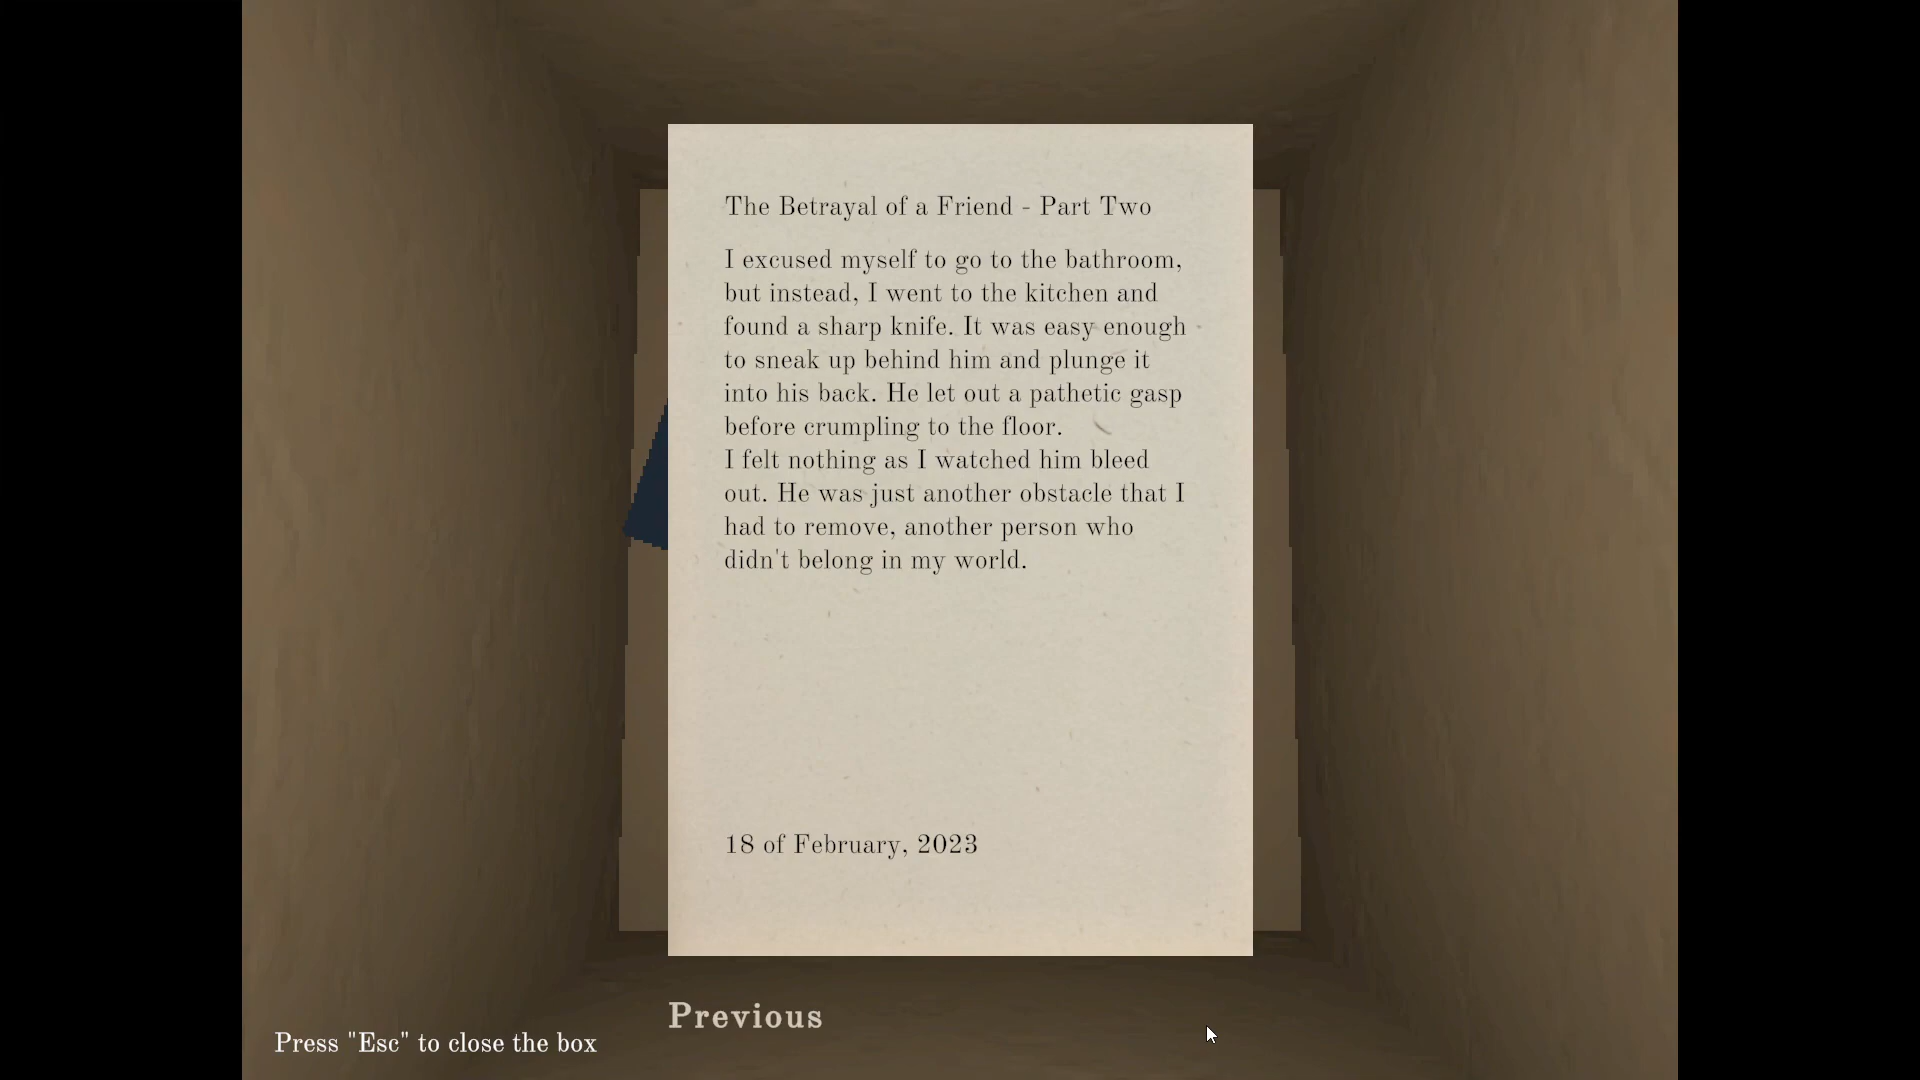 The Betrayal of a Friend - Part Two
I excused myself to go to the bathroom,
but instead, I went to the kitchen and
found a sharp knife. It was easy enough
to sneak up behind him and plunge it
into his back. He let out a pathetic gasp
before crumpling to the floor.
I felt nothing as I watched him bleed
out. He was just another obstacle that I
had to remove, another person who
didn't belong in my world.
18 of February, 2023
Previous
Press "Esc" to close the box